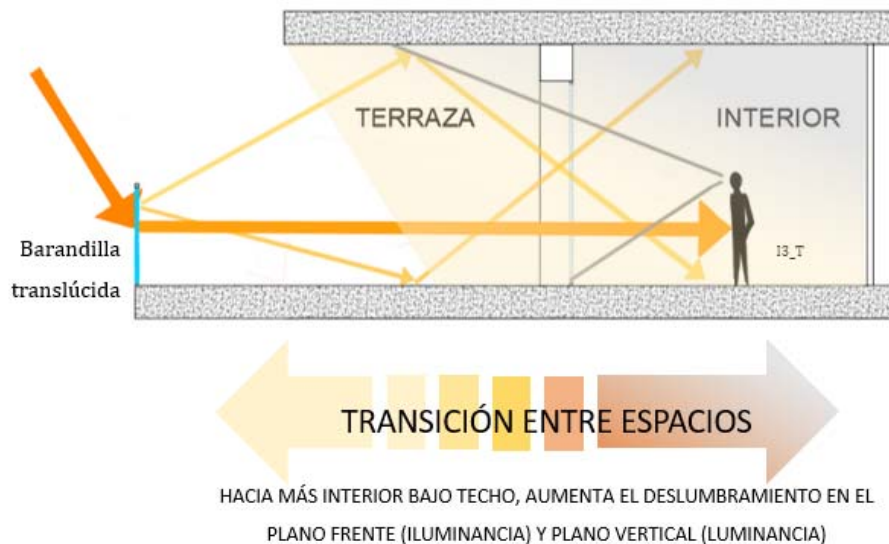 TERRAZA
INTERIOR
Barandilla
translúcida
I3_T
TRANSICIÓN ENTRE ESPACIOS
HACIA MÁS INTERIOR BAJO TECHO, AUMENTA EL DESLUMBRAMIENTO EN EL
PLANO FRENTE (ILUMINANCIA) Y PLANO VERTICAL (LUMINANCIA)